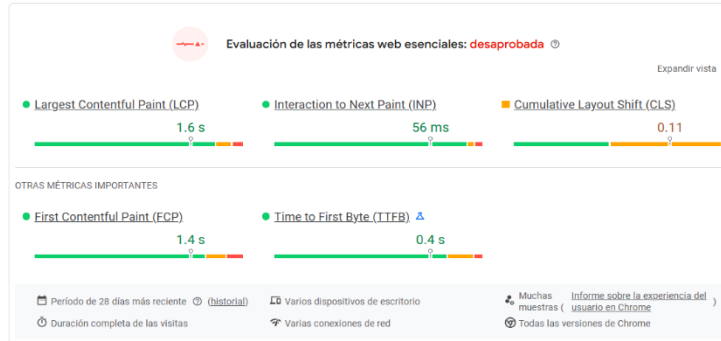 Evaluación de las métricas web esenciales: desaprobada
Expandir vista
Largest Contentful Paint (LCP)
1.6 s
Interaction to Next Paint (INP)
56 ms
Cumulative Layout Shift (CLS)
0.11
OTRAS MÉTRICAS IMPORTANTES
First Contentful Paint (FCP)
1.4 s
Time to First Byte (TTFB)
0.4 s
Período de 28 días más reciente (historial)
Varios dispositivos de escritorio
Muchas muestras (Informe sobre la experiencia del usuario en Chrome)
Duración completa de las visitas
Varias conexiones de red
Todas las versiones de Chrome